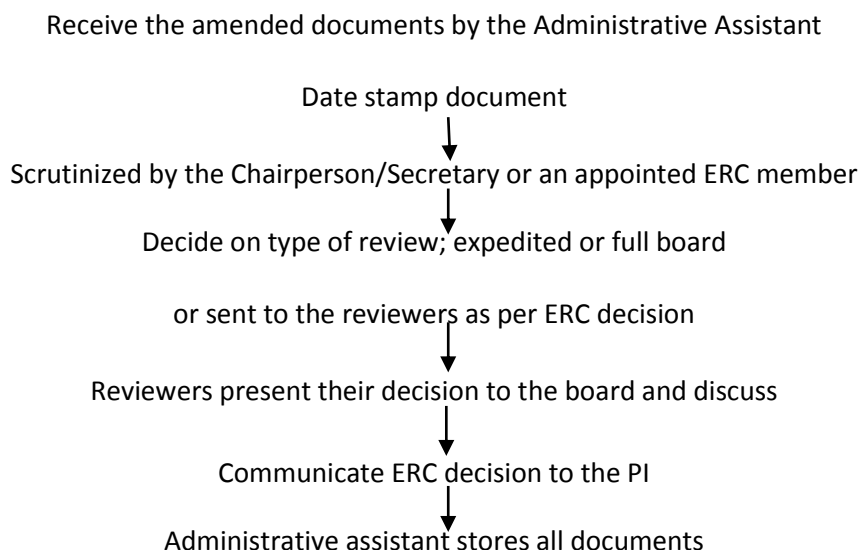 Receive the amended documents by the Administrative Assistant
Date stamp document
Scrutinized by the Chairperson/Secretary or an appointed ERC member
Decide on type of review; expedited or full board
or sent to the reviewers as per ERC decision
Reviewers present their decision to the board and discuss
Communicate ERC decision to the PI
Administrative assistant stores all documents